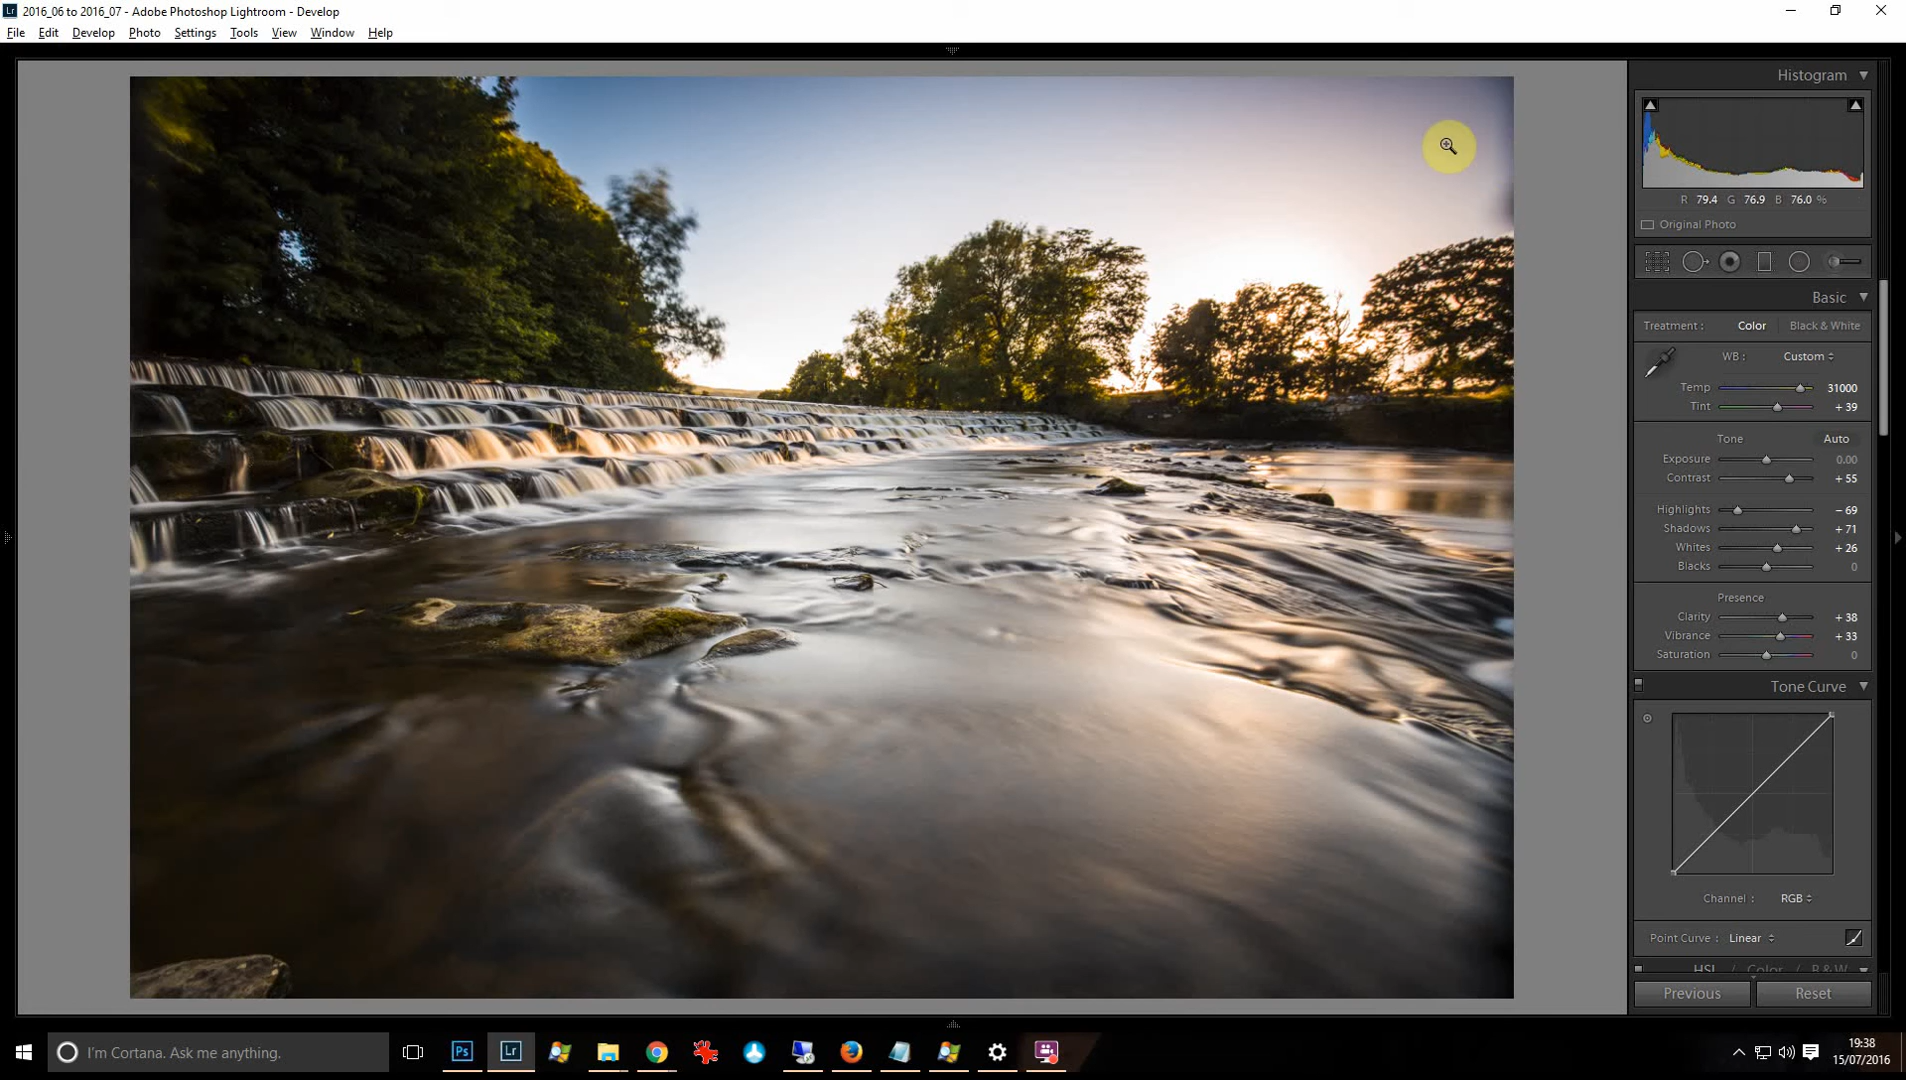 2016_06 to 2016_07 - Adobe Photoshop Lightroom - Develop
File Edit Develop Photo Settings Tools View Window Help
Histogram
R 79.4 G 76.9 B 76.0 %
Original Photo
Basic
Treatment : Color Black & White
WB : Custom
Temp 31000
Tint + 39
Tone Auto
Exposure 0.00
Contrast + 55
Highlights − 69
Shadows + 71
Whites + 26
Blacks 0
Presence
Clarity + 38
Vibrance + 33
Saturation 0
Tone Curve
Channel : RGB
Point Curve : Linear
HSL / Color / B & W
Previous Reset
I'm Cortana. Ask me anything.
Ps
Lr
19:38
15/07/2016